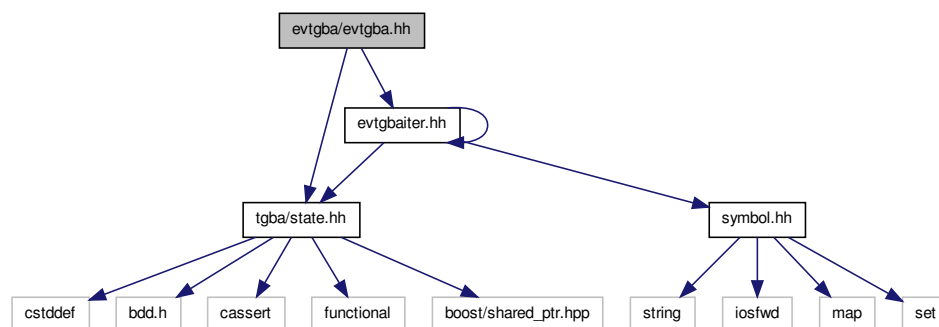 evtgba/evtgba.hh
evtgbaiter.hh
tgba/state.hh
symbol.hh
cstddef
bdd.h
cassert
functional
boost/shared_ptr.hpp
string
iosfwd
map
set